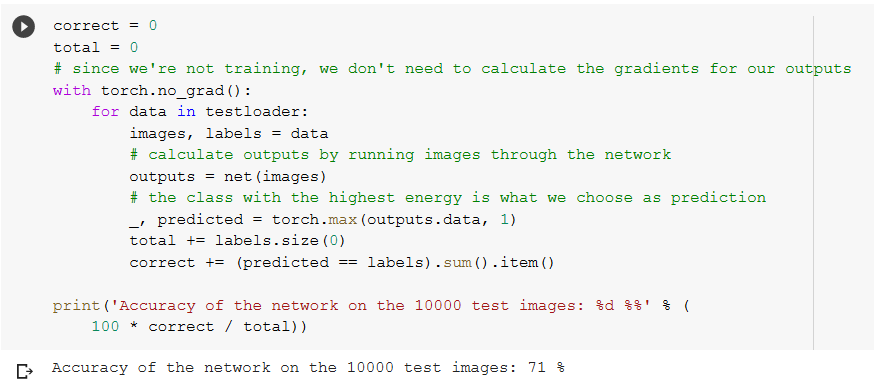 correct = 0
total = 0
# since we're not training, we don't need to calculate the gradients for our outputs
with torch.no_grad():
    for data in testloader:
        images, labels = data
        # calculate outputs by running images through the network
        outputs = net(images)
        # the class with the highest energy is what we choose as prediction
        _, predicted = torch.max(outputs.data, 1)
        total += labels.size(0)
        correct += (predicted == labels).sum().item()

print('Accuracy of the network on the 10000 test images: %d %%' % (
    100 * correct / total))
Accuracy of the network on the 10000 test images: 71 %